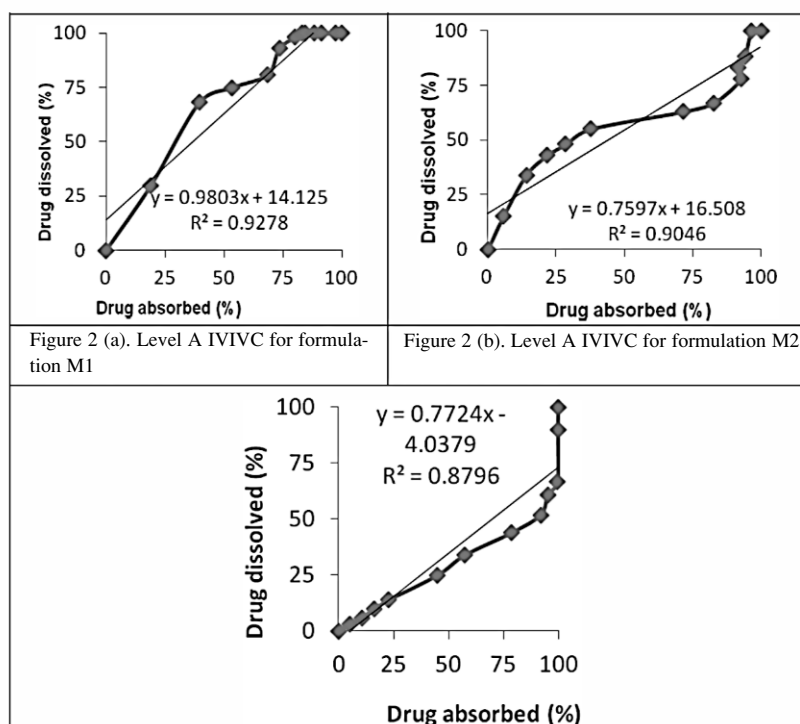 100
75
50
25
0
Drug dissolved (%)
y = 0.9803x + 14.125
R² = 0.9278
0 25 50 75 100
Drug absorbed (%)
Figure 2 (a). Level A IVIVC for formula-
tion M1
100
75
50
25
0
Drug dissolved (%)
y = 0.7597x + 16.508
R² = 0.9046
0 25 50 75 100
Drug absorbed (%)
Figure 2 (b). Level A IVIVC for formulation M2
100
75
50
25
0
Drug dissolved (%)
y = 0.7724x -
4.0379
R² = 0.8796
0 25 50 75 100
Drug absorbed (%)